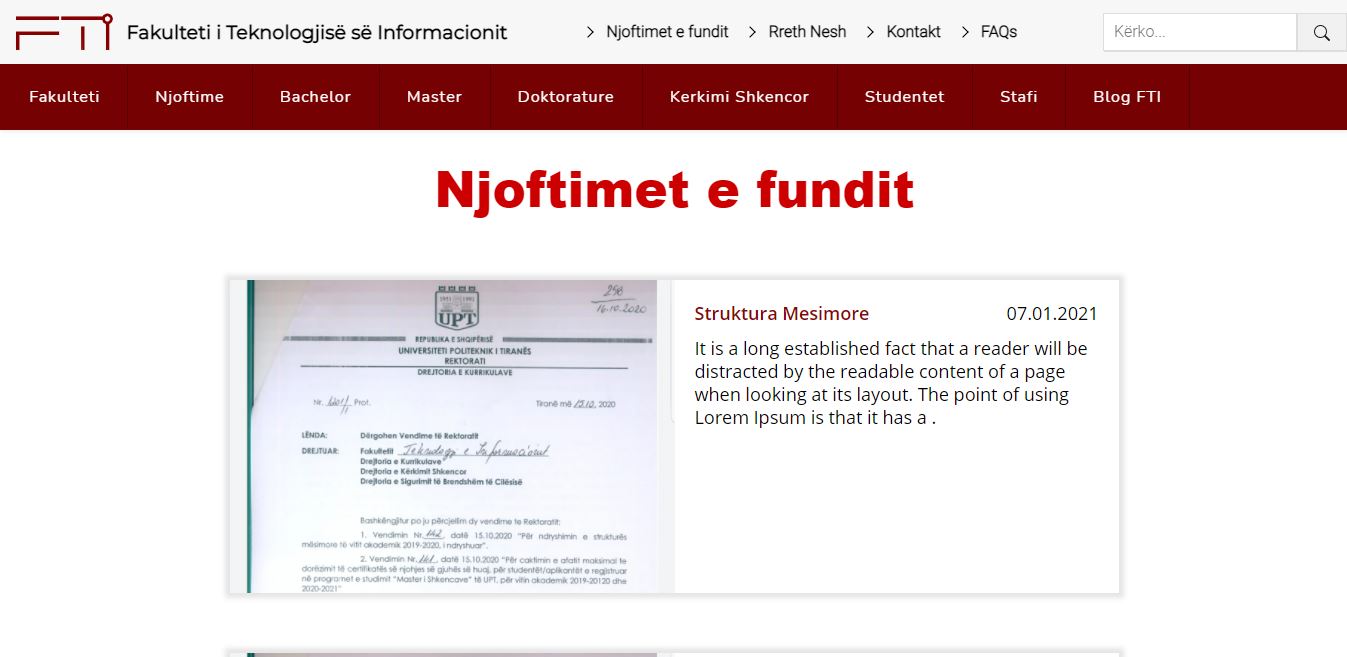 FTI Fakulteti i Teknologjisë së Informacionit
Njoftimet e fundit Rreth Nesh Kontakt FAQs
Kërko...
Fakulteti Njoftime Bachelor Master Doktorature Kerkimi Shkencor Studentet Stafi Blog FTI
Njoftimet e fundit
298
16.10.2020
1951 1991
UPT
REPUBLIKA E SHQIPËRISË
UNIVERSITETI POLITEKNIK I TIRANËS
REKTORATI
DREJTORIA E KURRIKULAVE
Nr. Prot. Tiranë më 15.10. 2020
LËNDA: Dërgohen Vendime të Rektoratit
DREJTUAR: Fakultetit Teknologji e Informacionit
Drejtoria e Kurrikulave
Drejtoria e Kërkimit Shkencor
Drejtoria e Sigurimit të Brendshëm të Cilësisë
Bashkëngjitur po ju përcjellim dy vendime te Rektoratit:
1. Vendimin Nr. 142, datë 15.10.2020 "Për ndryshimin e strukturës
mësimore të vitit akademik 2019-2020, i ndryshuar".
2. Vendimin Nr. 141, datë 15.10.2020 "Për caktimin e afatit maksimal te
dorëzimit të certifikatës së njohjes së gjuhës së huaj, për studentët/aplikantët e regjistruar
në programet e studimit "Master i Shkencave" të UPT, për vitin akademik 2019-20120 dhe
2020-2021"
Struktura Mesimore 07.01.2021
It is a long established fact that a reader will be
distracted by the readable content of a page
when looking at its layout. The point of using
Lorem Ipsum is that it has a .